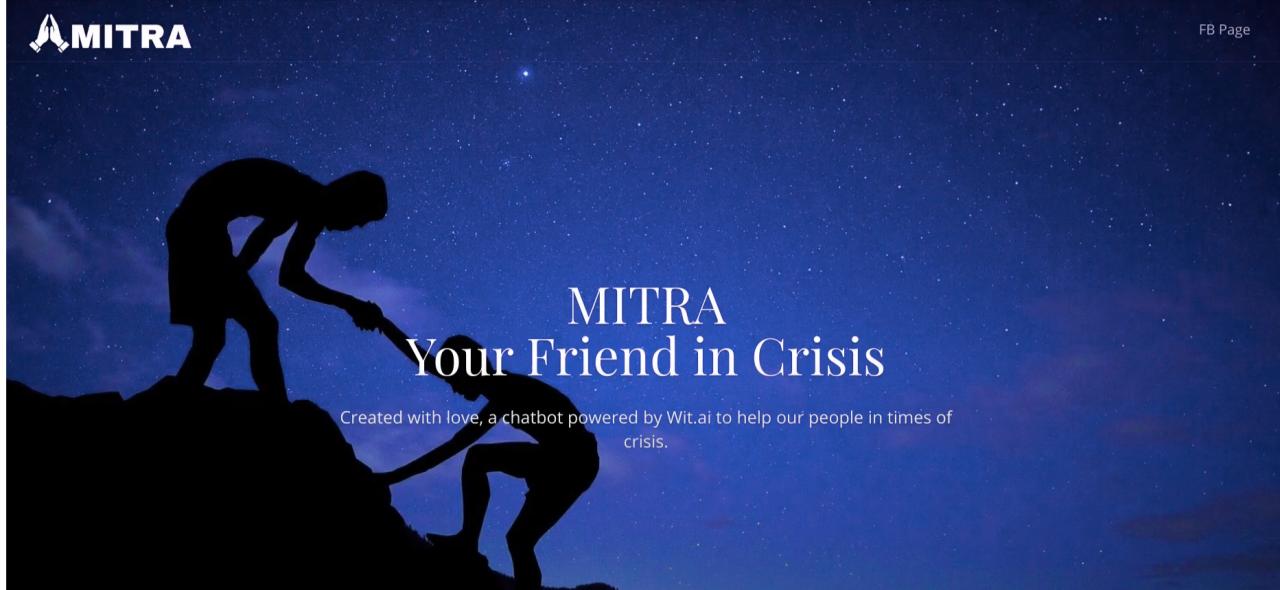 MITRA
FB Page
MITRA
Your Friend in Crisis
Created with love, a chatbot powered by Wit.ai to help our people in times of
crisis.